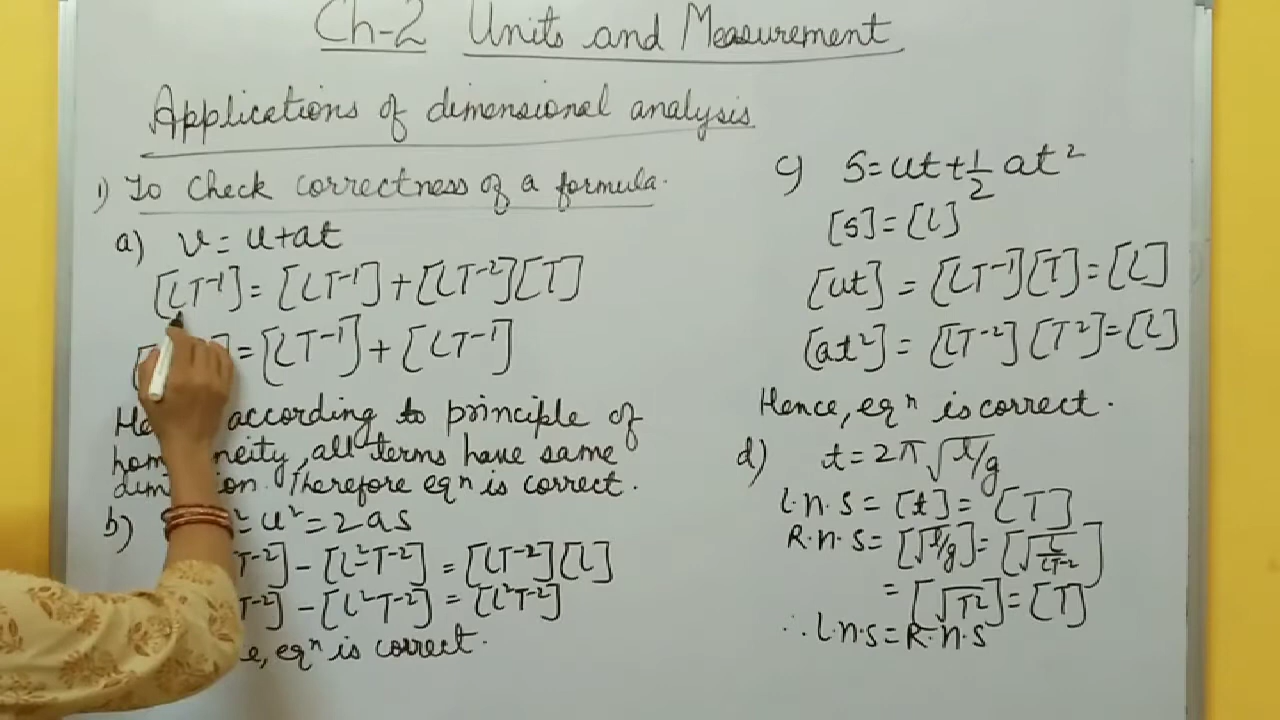 Ch-2 Units and Measurement
Applications of dimensional analysis
1) To Check correctness of a formula.
a) v = u+at
[LT⁻¹] = [LT⁻¹] + [LT⁻²][T]
] = [LT⁻¹] + [LT⁻¹]
according to principle of
, all terms have same
Therefore eqⁿ is correct.
b) ² - u² = 2as
T⁻²] - [L²T⁻²] = [LT⁻²][L]
T⁻²] - [L²T⁻²] = [L²T⁻²]
, eqⁿ is correct.
c) S = ut + 1/2 at²
[S] = [L]
[ut] = [LT⁻¹][T] = [L]
[at²] = [LT⁻²][T²] = [L]
Hence, eqⁿ is correct.
d) t = 2π √l/g
L.H.S = [t] = [T]
R.H.S = [√l/g] = [√L/LT⁻²]
= [√T²] = [T]
∴ L.H.S = R.H.S